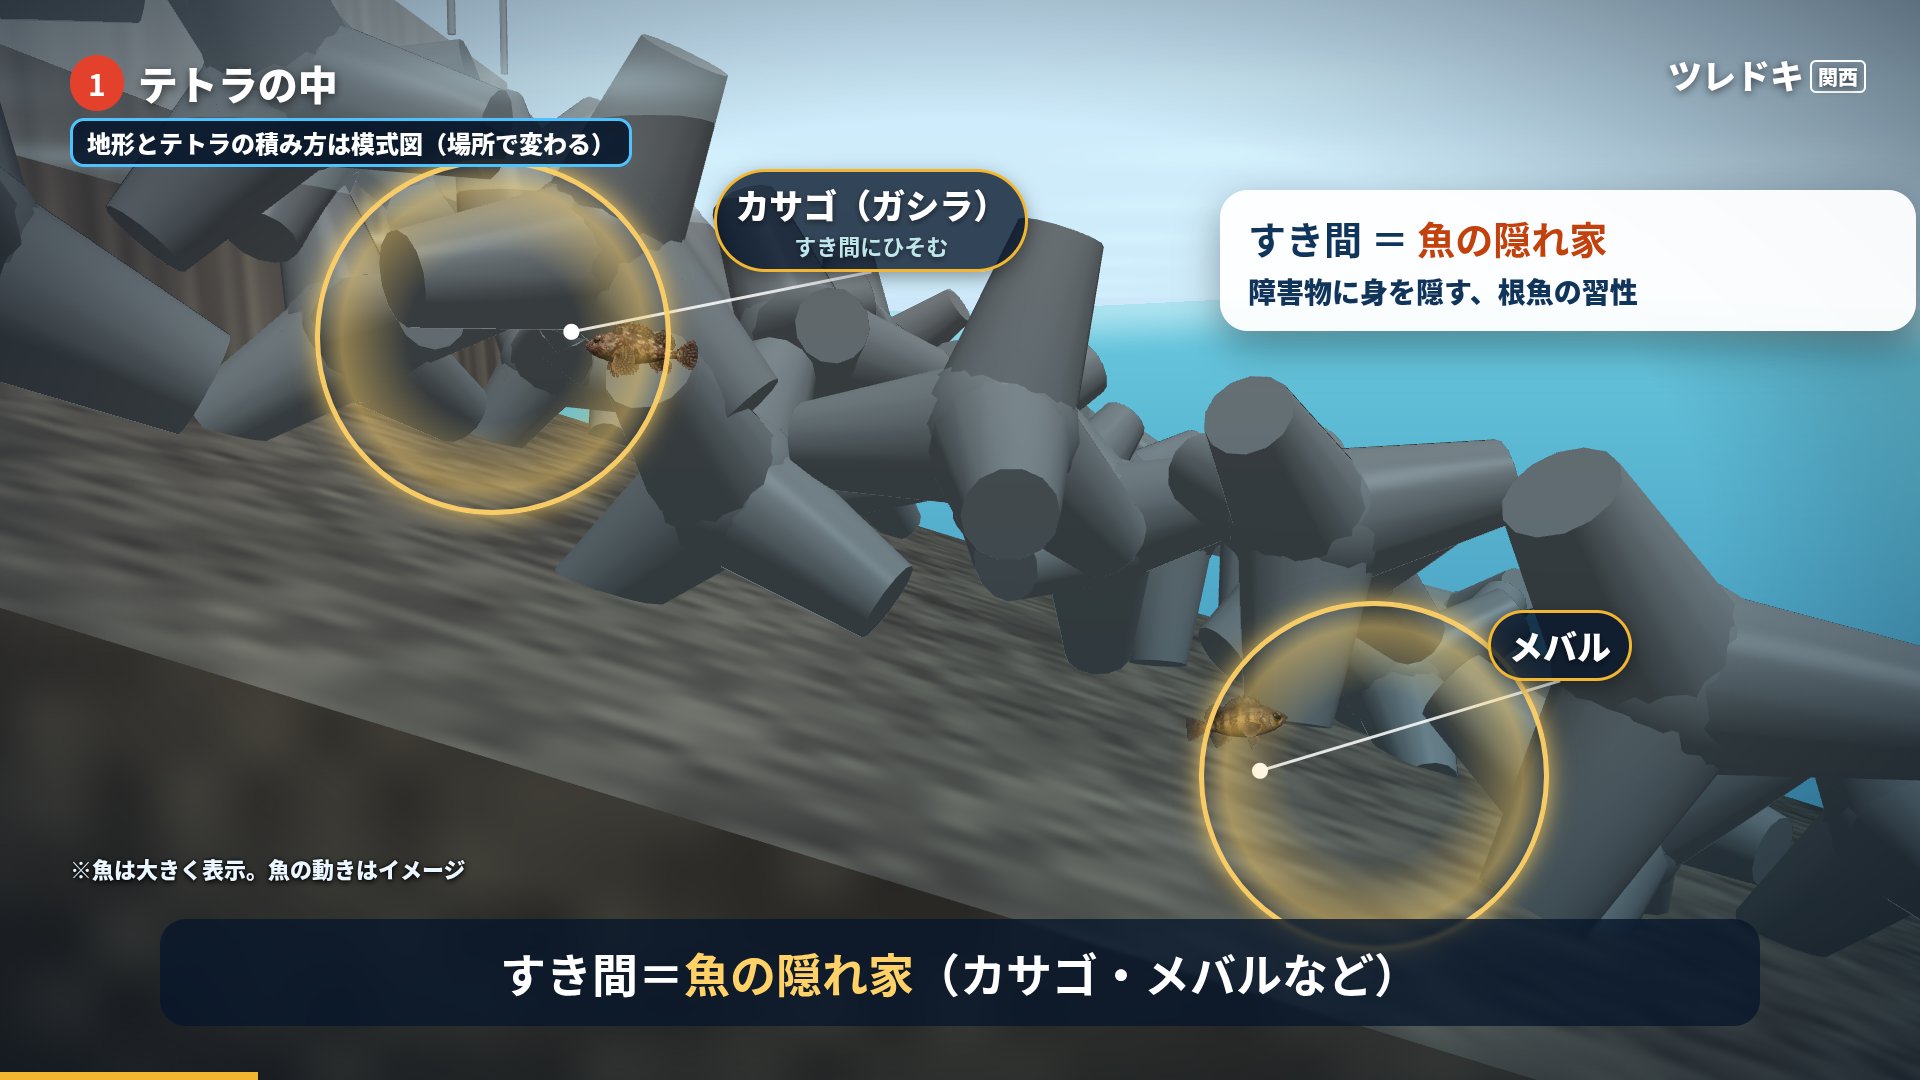 1 テトラの中
地形とテトラの積み方は模式図（場所で変わる）
ツレドキ 関西
カサゴ（ガシラ）
すき間にひそむ
すき間 ＝ 魚の隠れ家
障害物に身を隠す、根魚の習性
メバル
※魚は大きく表示。魚の動きはイメージ
すき間＝魚の隠れ家（カサゴ・メバルなど）